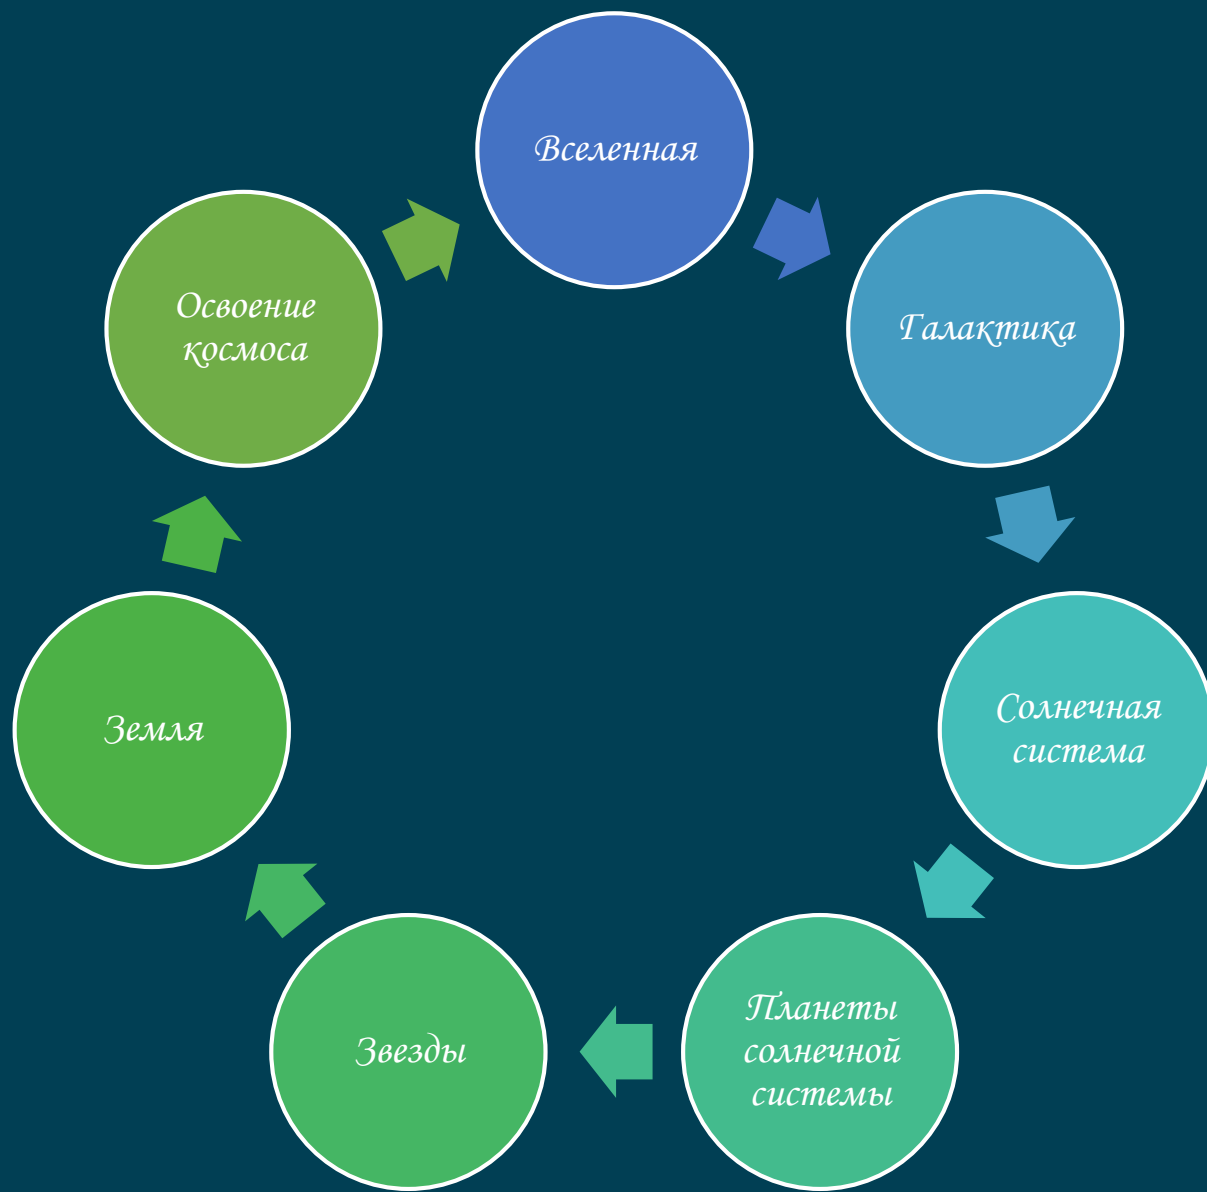 Вселенная
Галактика
Солнечная
система
Планеты
солнечной
системы
Звезды
Земля
Освоение
космоса